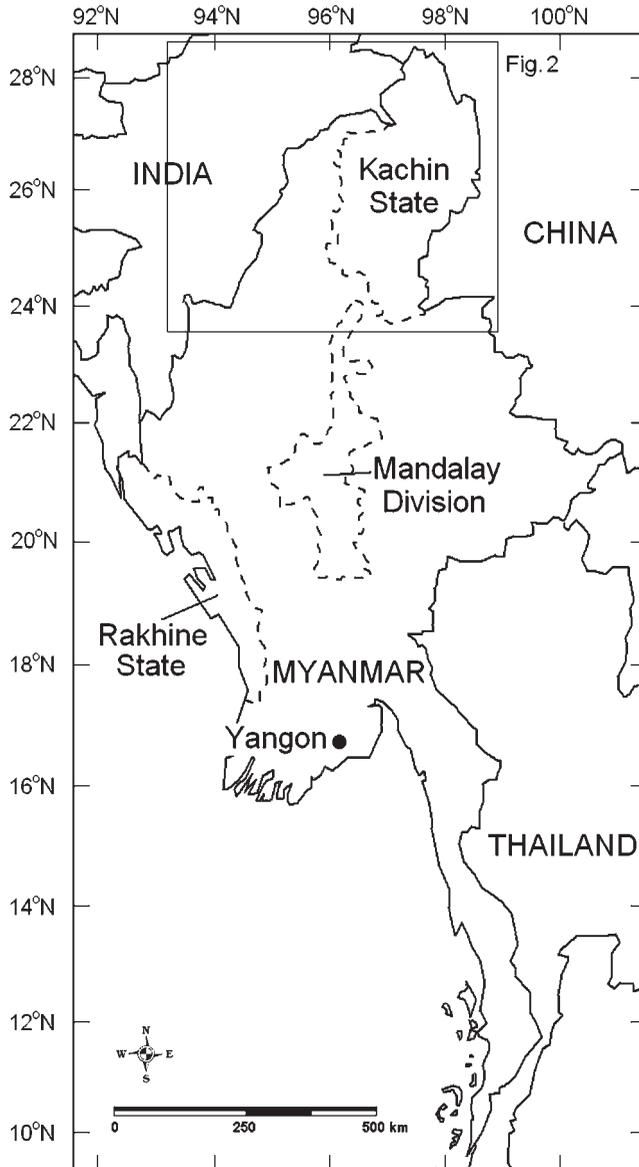 92°N 94°N 96°N 98°N 100°N
28°N
Fig. 2
26°N
INDIA
Kachin
State
CHINA
24°N
22°N
Mandalay
Division
20°N
Rakhine
State
18°N
MYANMAR
Yangon
16°N
THAILAND
14°N
12°N
N
W E
S
0 250 500 km
10°N